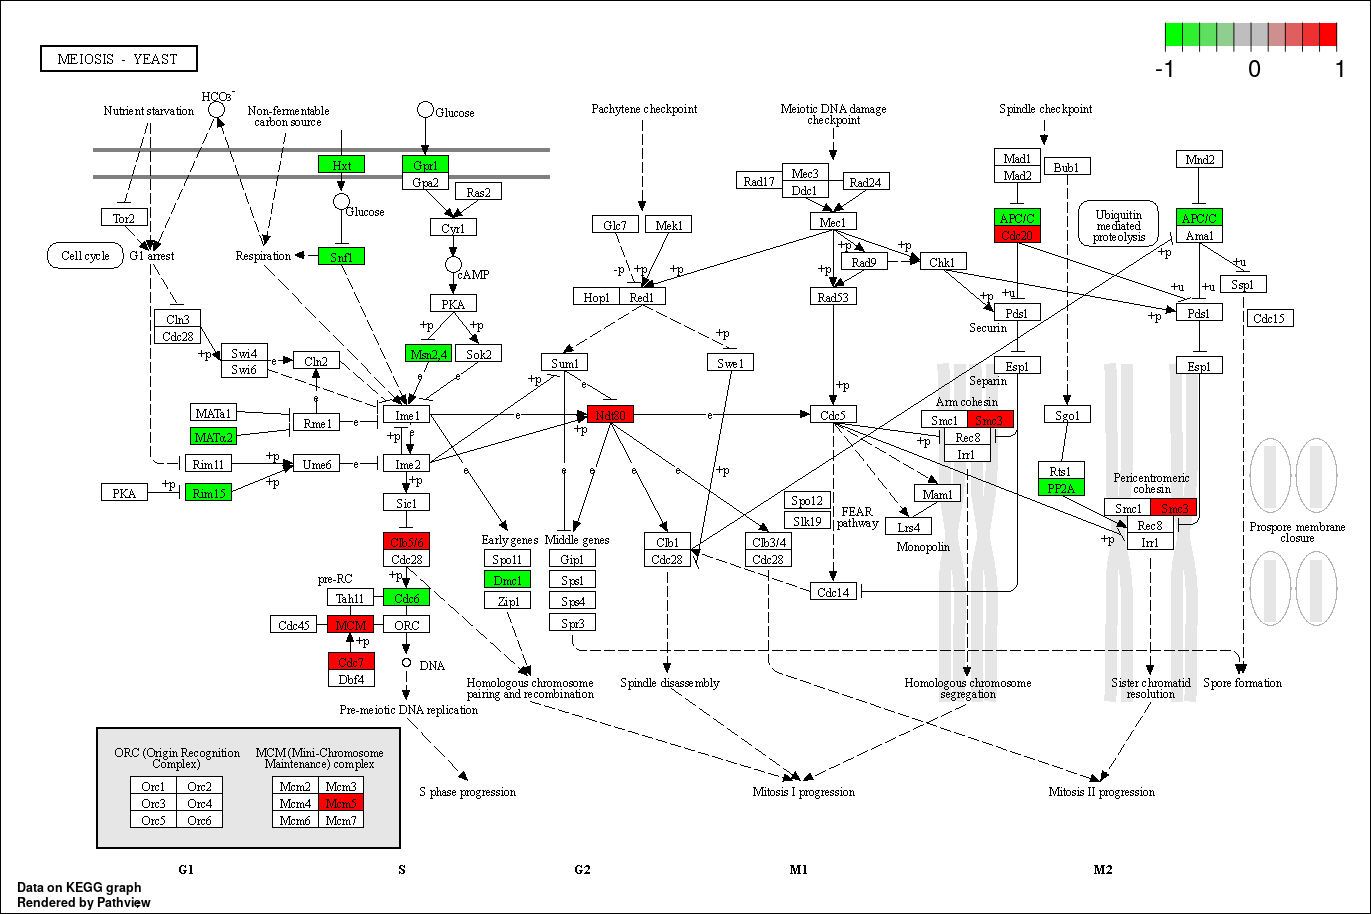 MEIOSIS - YEAST
-1 0 1
HCO3-
Nutrient starvation
Non-fermentable
carbon source
Glucose
Pachytene checkpoint
Meiotic DNA damage
checkpoint
Spindle checkpoint
Hxt
Gpr1
Gpa2
Ras2
Glucose
Tor2
Cyr1
Cell cycle
G1 arrest
Respiration
Snf1
cAMP
PKA
+p
+p
Msn2,4
Sok2
Cln3
Cdc28
+p
Swi4
Swi6
e
Cln2
e
e
e
MATa1
MATα2
Rme1
e
Ime1
+p
e
Rim11
+p
Ume6
e
Ime2
PKA
+p
Rim15
+p
Sic1
Clb5/6
Cdc28
+p
pre-RC
Tah11
Cdc6
Cdc45
MCM
ORC
+p
Cdc7
Dbf4
DNA
Pre-meiotic DNA replication
S phase progression
Glc7
Mek1
-p
+p
+p
Hop1
Red1
+p
Sum1
Swe1
+p
e
e
Ndt80
+p
e
e
e
e
e
e
+p
Early genes
Spo11
Dmc1
Zip1
Middle genes
Gip1
Sps1
Sps4
Spr3
Homologous chromosome
pairing and recombination
Clb1
Cdc28
Clb3/4
Cdc28
Spindle disassembly
Mitosis I progression
Rad17
Mec3
Ddc1
Rad24
Mec1
+p
+p
+p
Rad9
Chk1
Rad53
+p
Cdc5
+p
Spo12
Slk19
FEAR
pathway
Mam1
Lrs4
Monopolin
Cdc14
Mad1
Mad2
Bub1
Mnd2
APC/C
Cdc20
Ubiquitin
mediated
proteolysis
APC/C
Ama1
+u
Ssp1
+u
+u
+p
Pds1
Securin
+p
Pds1
Cdc15
Esp1
Separin
Esp1
Arm cohesin
Smc1
Smc3
Rec8
Irr1
Sgo1
Rts1
PP2A
Pericentromeric
cohesin
Smc1
Smc3
Rec8
Irr1
+p
Prospore membrane
closure
Homologous chromosome
segregation
Sister chromatid
resolution
Spore formation
Mitosis II progression
ORC (Origin Recognition
Complex)
Orc1 Orc2
Orc3 Orc4
Orc5 Orc6
MCM (Mini-Chromosome
Maintenance) complex
Mcm2 Mcm3
Mcm4 Mcm5
Mcm6 Mcm7
G1 S G2 M1 M2
Data on KEGG graph
Rendered by Pathview